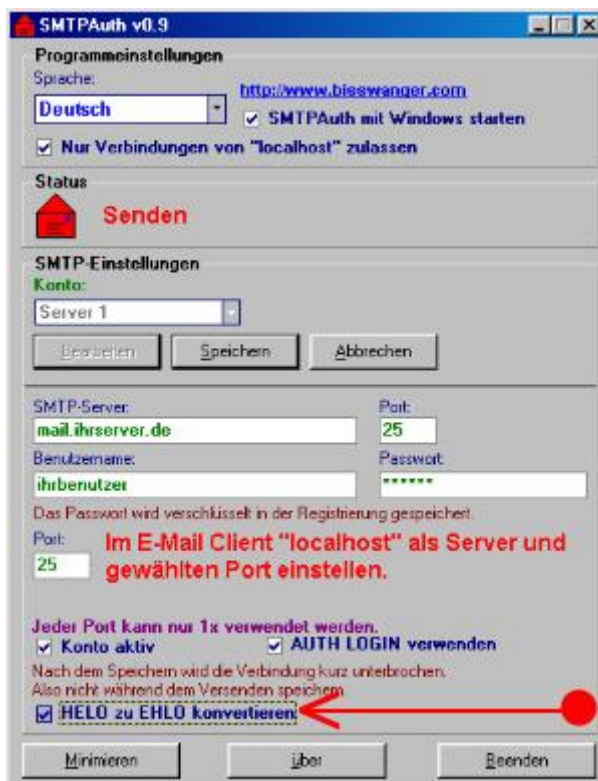 SMTPAuth v0.9
Programmeinstellungen
Sprache:
http://www.bisswanger.com
Deutsch
SMTPAuth mit Windows starten
Nur Verbindungen von "localhost" zulassen
Status
Senden
SMTP-Einstellungen
Konto:
Server 1
Bearbeiten Speichern Abbrechen
SMTP-Server: Port:
mail.ihrserver.de 25
Benutzername: Passwort:
ihrbenutzer ******
Das Passwort wird verschlüsselt in der Registrierung gespeichert.
Port: Im E-Mail Client "localhost" als Server und
25 gewählten Port einstellen.
Jeder Port kann nur 1x verwendet werden.
Konto aktiv AUTH LOGIN verwenden
Nach dem Speichern wird die Verbindung kurz unterbrochen.
Also nicht während dem Versenden speichern.
HELO zu EHLO konvertieren
Minimieren über Beenden